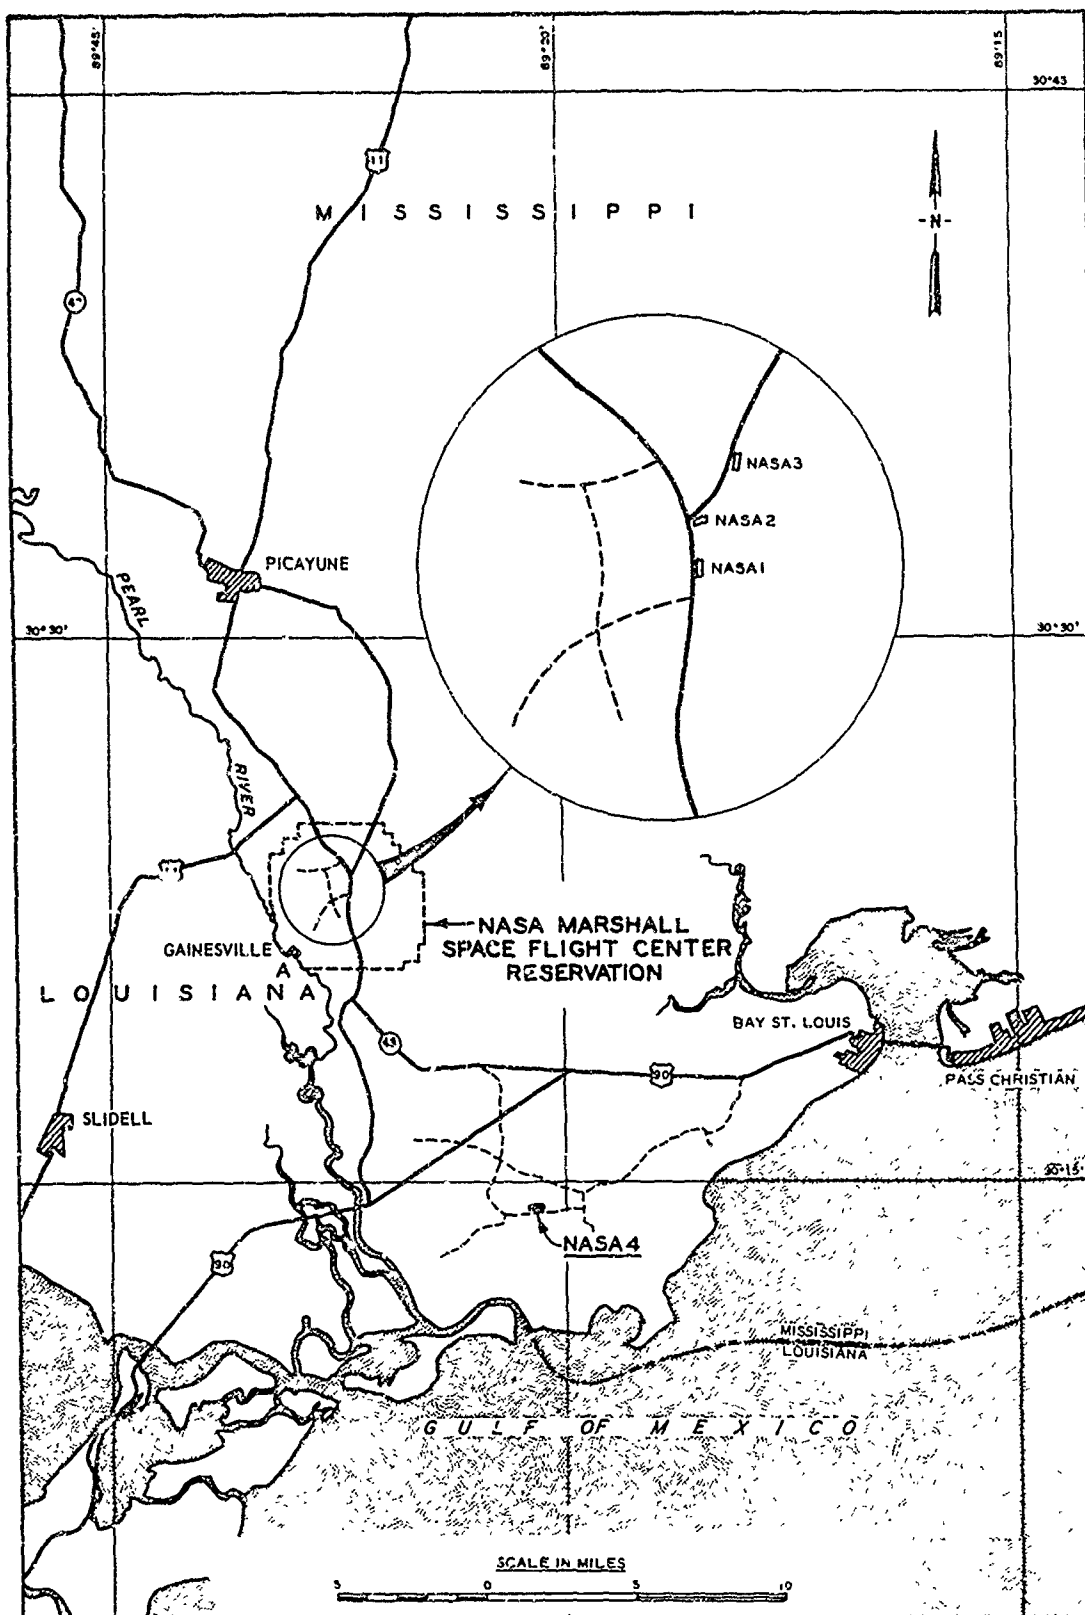 89°45'
89°30'
89°15
30°45
11
MISSISSIPPI
-N-
43
NASA3
NASA2
NASA1
PICAYUNE
PEARL
30°30'
30°30'
RIVER
11
NASA MARSHALL
SPACE FLIGHT CENTER
RESERVATION
GAINESVILLE
A
LOUISIANA
BAY ST. LOUIS
43
90
PASS CHRISTIAN
SLIDELL
30°15'
NASA4
90
MISSISSIPPI
LOUISIANA
GULF OF MEXICO
SCALE IN MILES
5 0 5 10